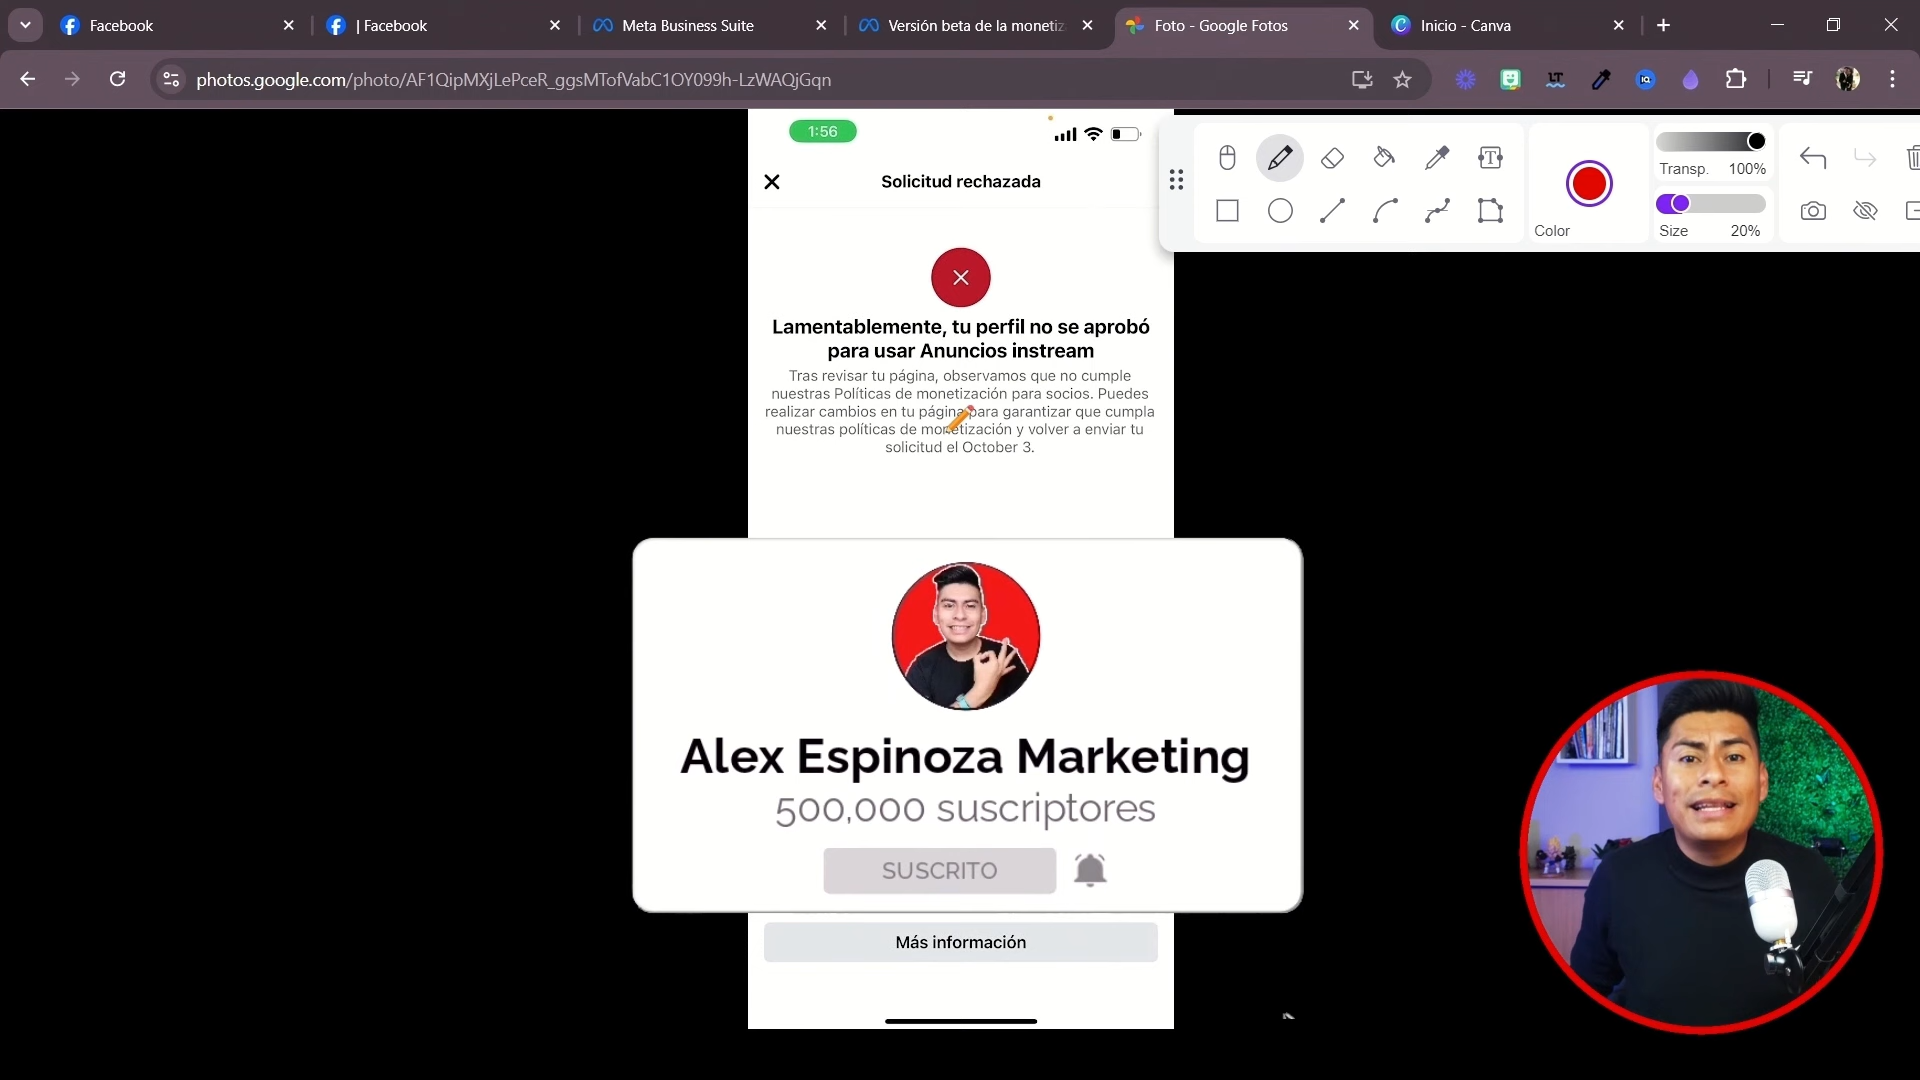 Facebook
| Facebook
Meta Business Suite
Versión beta de la monetiz
Foto - Google Fotos
Inicio - Canva
photos.google.com/photo/AF1QipMXjLePceR_ggsMTofVabC1OY099h-LzWAQjGqn
1:56
Solicitud rechazada
Lamentablemente, tu perfil no se aprobó
para usar Anuncios instream
Tras revisar tu página, observamos que no cumple
nuestras Políticas de monetización para socios. Puedes
realizar cambios en tu página para garantizar que cumpla
nuestras políticas de monetización y volver a enviar tu
solicitud el October 3.
Transp. 100%
Color
Size 20%
Alex Espinoza Marketing
500,000 suscriptores
SUSCRITO
Más información